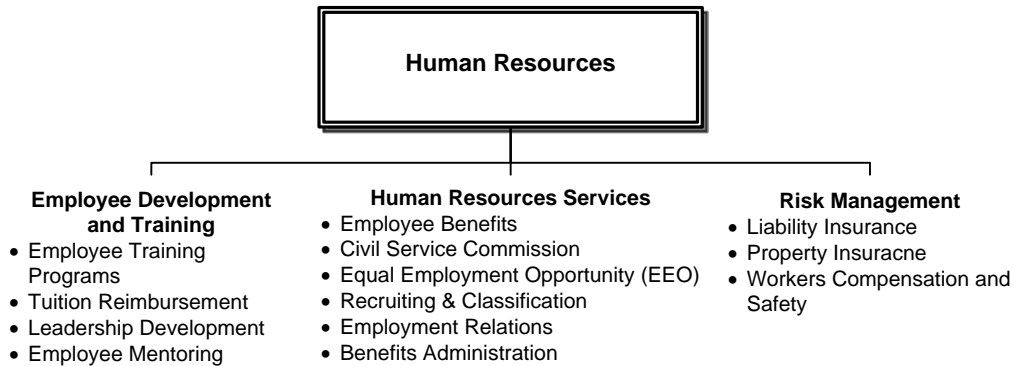 Human Resources
Employee Development
and Training
• Employee Training
Programs
• Tuition Reimbursement
• Leadership Development
• Employee Mentoring
Human Resources Services
• Employee Benefits
• Civil Service Commission
• Equal Employment Opportunity (EEO)
• Recruiting & Classification
• Employment Relations
• Benefits Administration
Risk Management
• Liability Insurance
• Property Insuracne
• Workers Compensation and
Safety